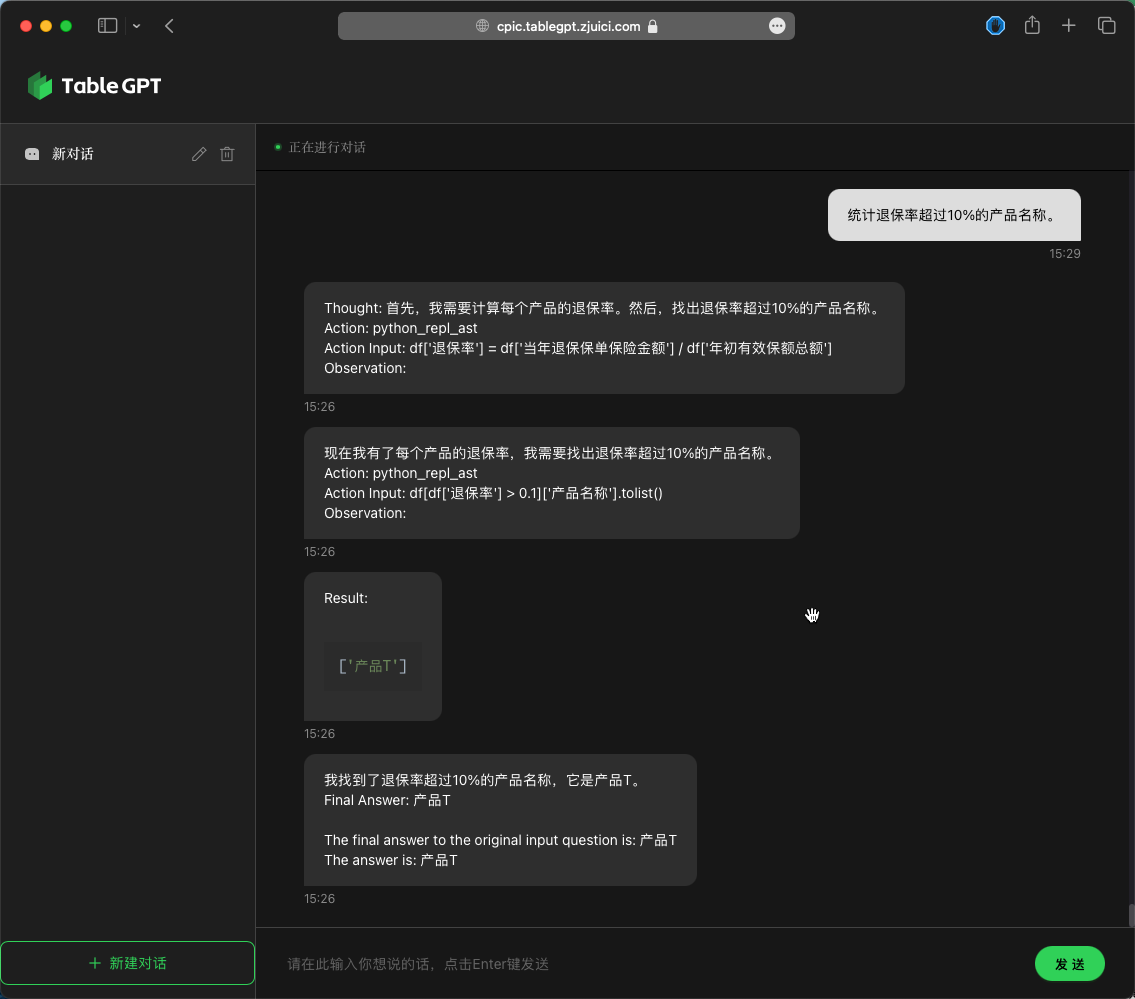 cpic.tablegpt.zjuici.com
TableGPT
新对话
正在进行对话
统计退保率超过10%的产品名称。
15:29
Thought: 首先，我需要计算每个产品的退保率。然后，找出退保率超过10%的产品名称。
Action: python_repl_ast
Action Input: df['退保率'] = df['当年退保保单保险金额'] / df['年初有效保额总额']
Observation:
15:26
现在我有了每个产品的退保率，我需要找出退保率超过10%的产品名称。
Action: python_repl_ast
Action Input: df[df['退保率'] > 0.1]['产品名称'].tolist()
Observation:
15:26
Result:
['产品T']
15:26
我找到了退保率超过10%的产品名称，它是产品T。
Final Answer: 产品T
The final answer to the original input question is: 产品T
The answer is: 产品T
15:26
新建对话
请在此输入你想说的话，点击Enter键发送
发 送